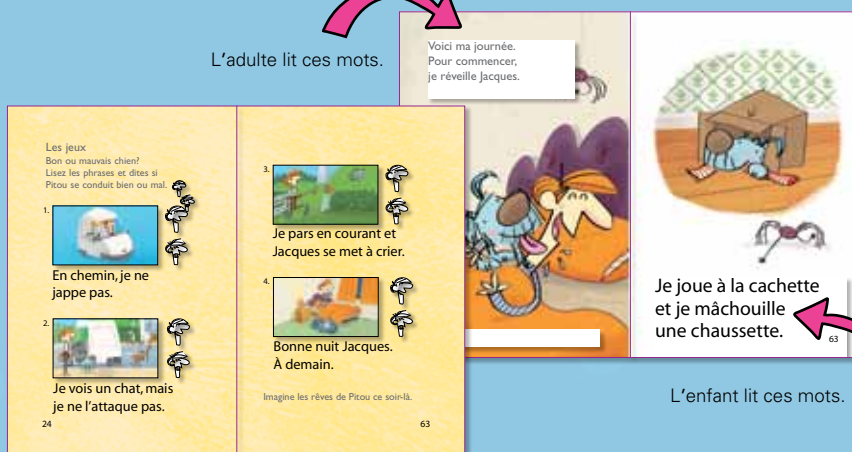 L'adulte lit ces mots.
Voici ma journée.
Pour commencer,
je réveille Jacques.
Je joue à la cachette
et je mâchouille
une chaussette.
63
L'enfant lit ces mots.
Les jeux
Bon ou mauvais chien?
Lisez les phrases et dites si
Pitou se conduit bien ou mal.
1.
En chemin, je ne
jappe pas.
2.
Je vois un chat, mais
je ne l'attaque pas.
24
3.
Je pars en courant et
Jacques se met à crier.
4.
Bonne nuit Jacques.
À demain.
Imagine les rêves de Pitou ce soir-là.
63